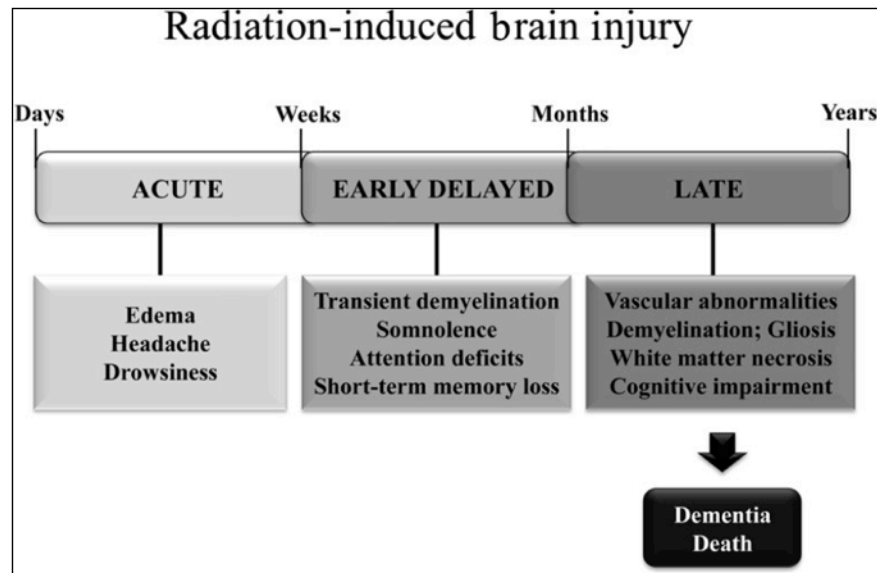 Radiation-induced brain injury
Days Weeks Months Years
ACUTE EARLY DELAYED LATE
Edema
Headache
Drowsiness
Transient demyelination
Somnolence
Attention deficits
Short-term memory loss
Vascular abnormalities
Demyelination; Gliosis
White matter necrosis
Cognitive impairment
Dementia
Death